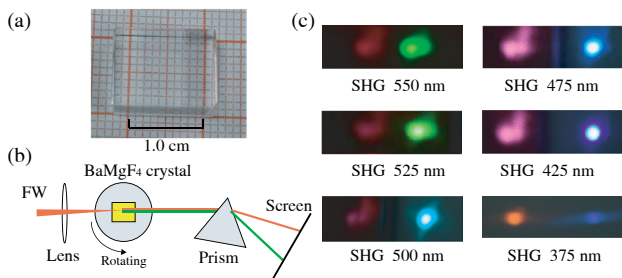 (a)
1.0 cm
(b)
BaMgF4 crystal
FW
Lens
Rotating
Prism
Screen
(c)
SHG 550 nm
SHG 475 nm
SHG 525 nm
SHG 425 nm
SHG 500 nm
SHG 375 nm